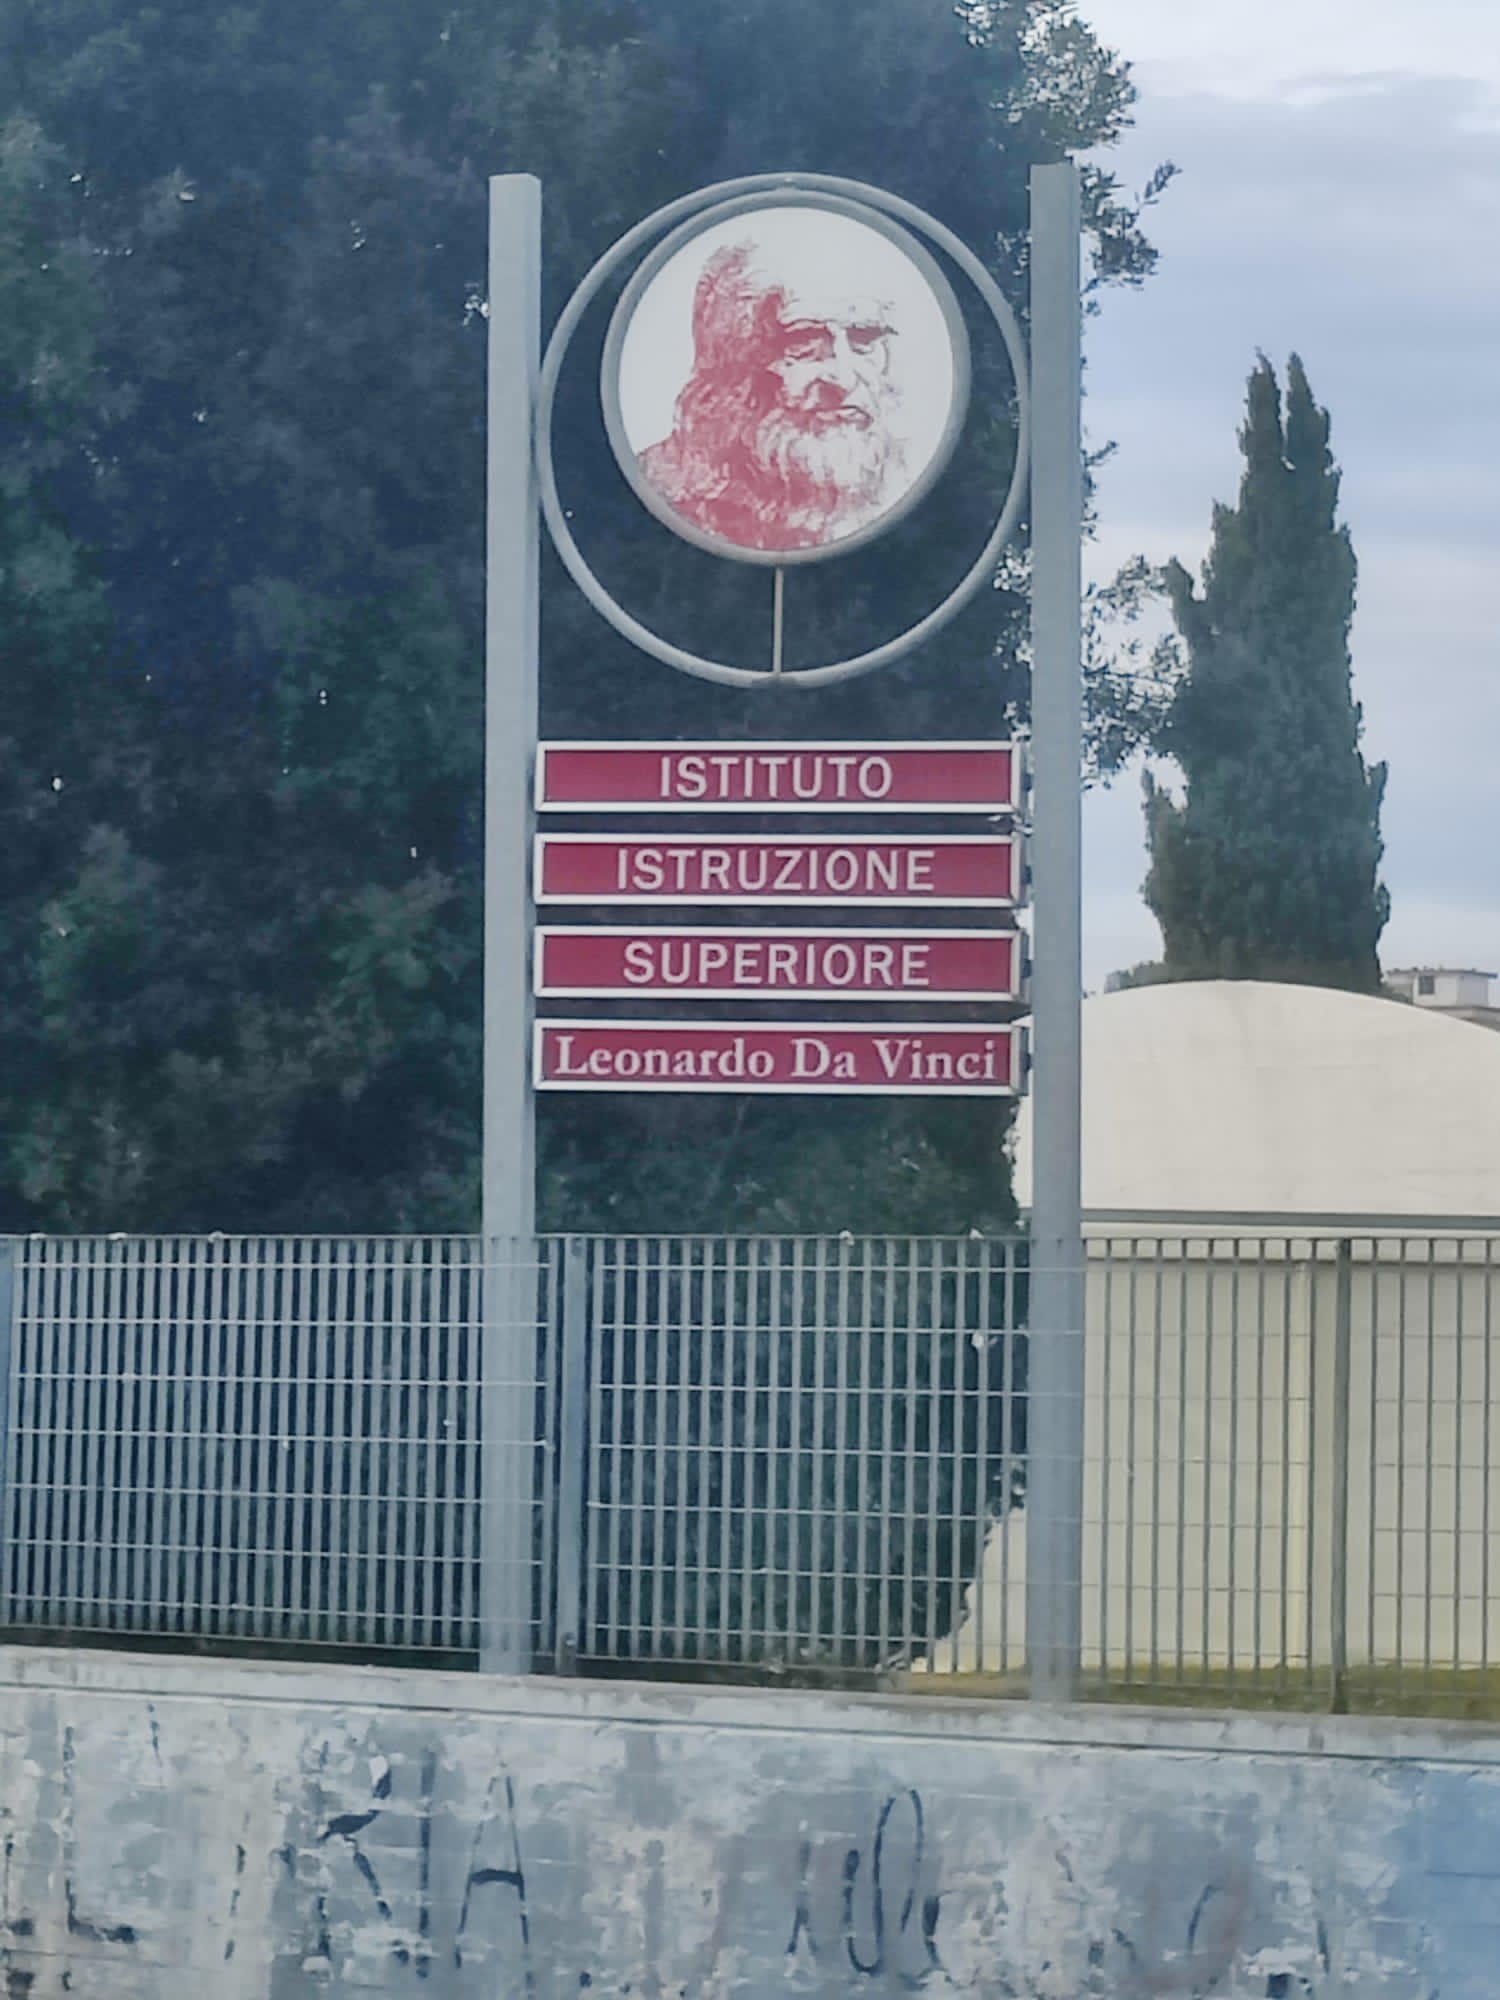 ISTITUTO
ISTRUZIONE
SUPERIORE
Leonardo Da Vinci